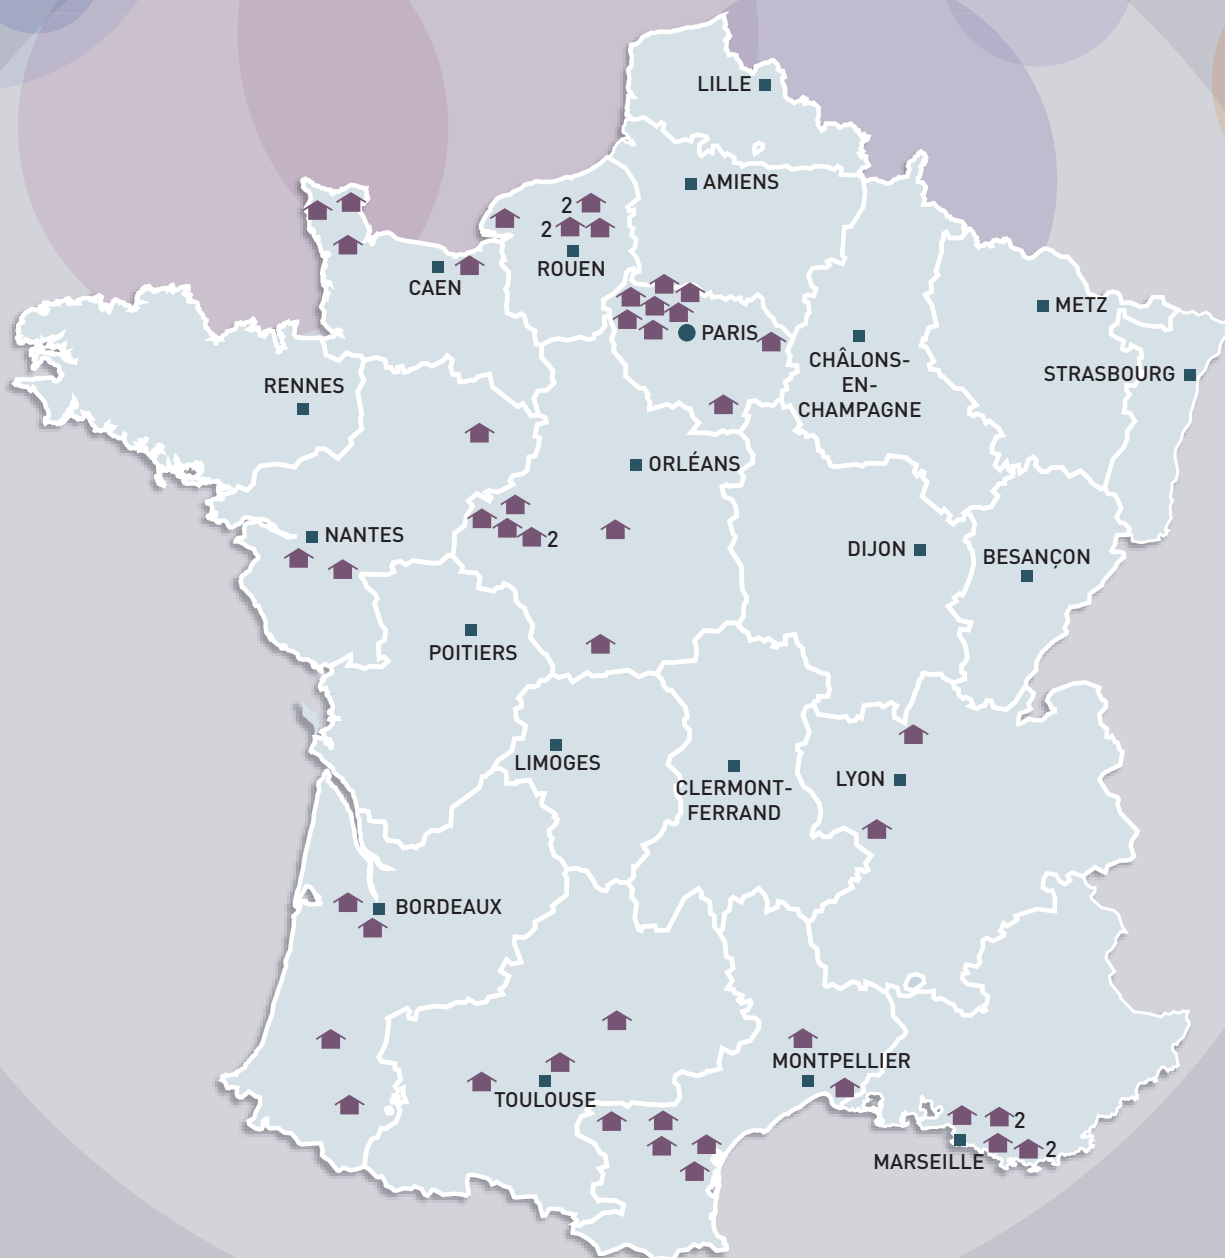 LILLE
AMIENS
2
2
ROUEN
CAEN
METZ
PARIS
CHÂLONS-
EN-
CHAMPAGNE
STRASBOURG
RENNES
ORLÉANS
NANTES
2
DIJON
BESANÇON
POITIERS
LIMOGES
CLERMONT-
FERRAND
LYON
BORDEAUX
MONTPELLIER
TOULOUSE
2
2
MARSEILLE